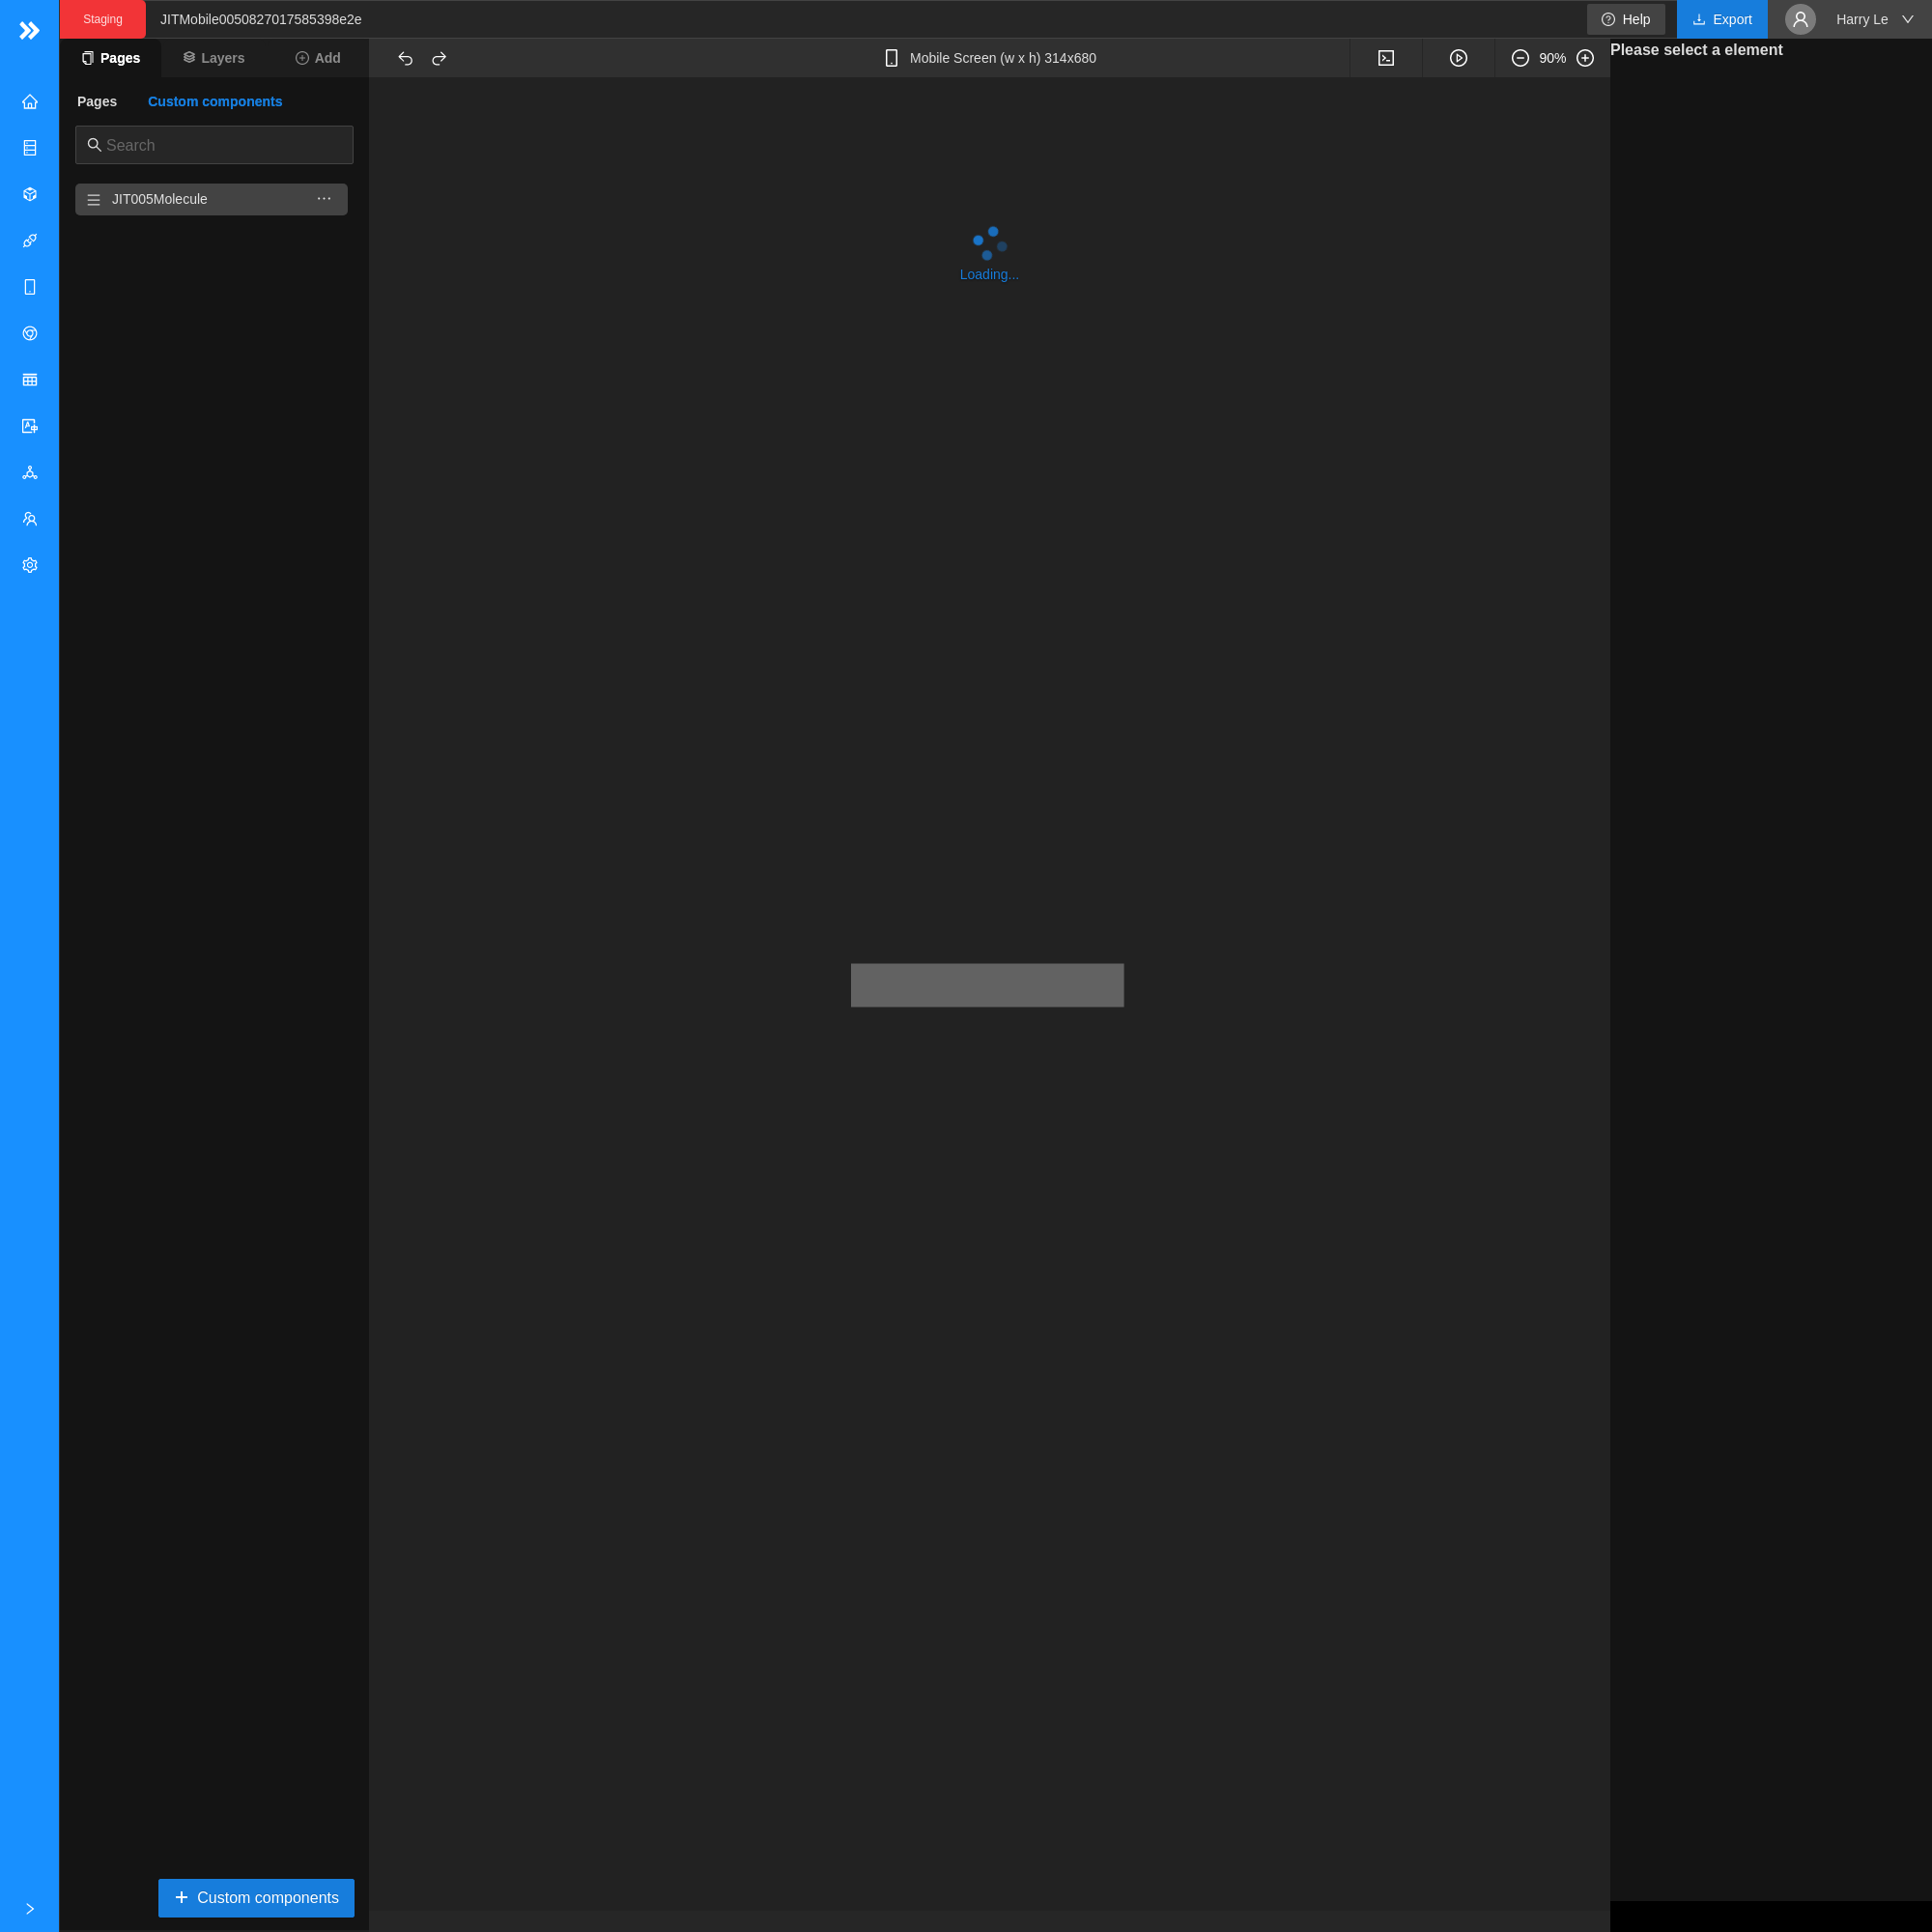 Staging
JITMobile0050827017585398e2e
Help
Export
Harry Le
Pages
Layers
Add
Mobile Screen (w x h) 314x680
90%
Please select a element
Pages
Custom components
Search
JIT005Molecule
Loading...
Custom components